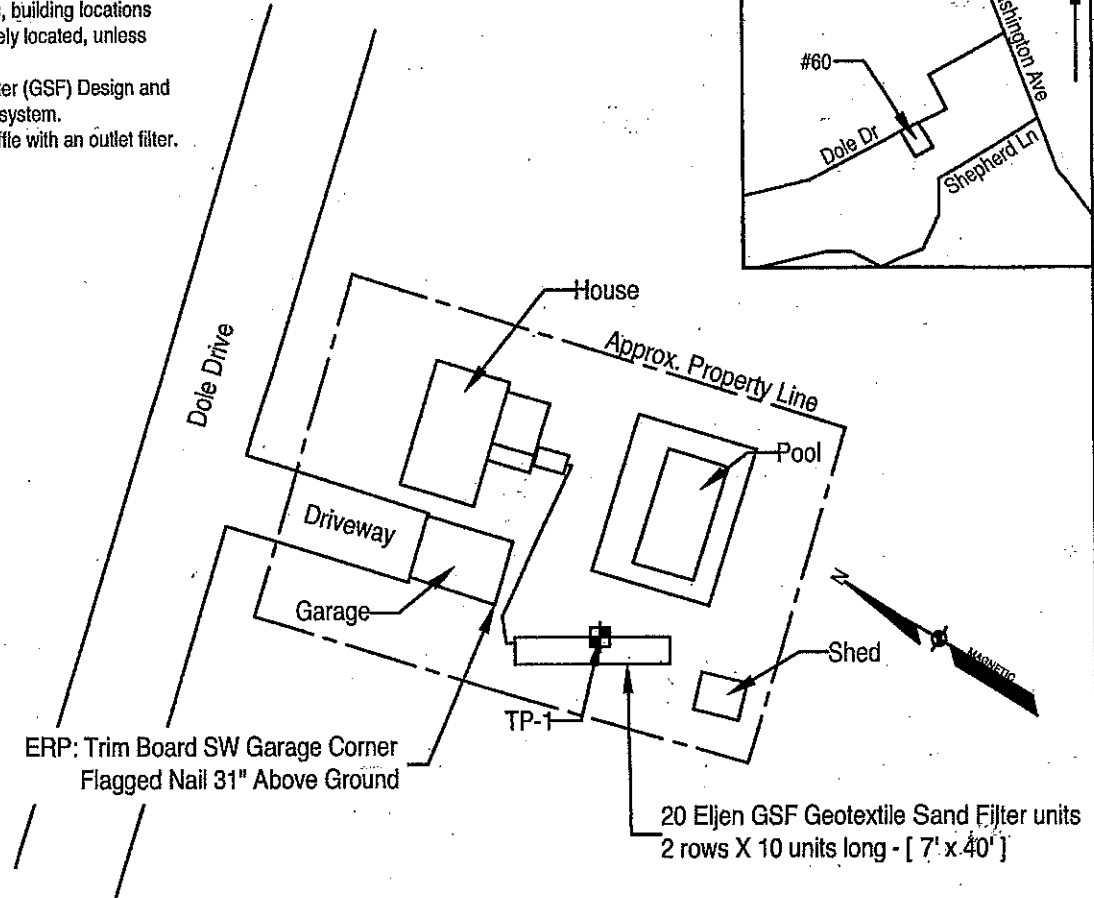 , building locations
ely located, unless
er (GSF) Design and
system.
ffle with an outlet filter.
#60
Dole Dr
Shepherd Ln
shington Ave
House
Approx. Property Line
Dole Drive
Pool
Driveway
Garage
N
MAGNETIC
Shed
TP-1
ERP: Trim Board SW Garage Corner
Flagged Nail 31" Above Ground
20 Eljen GSF Geotextile Sand Filter units
2 rows X 10 units long - [ 7' x 40' ]